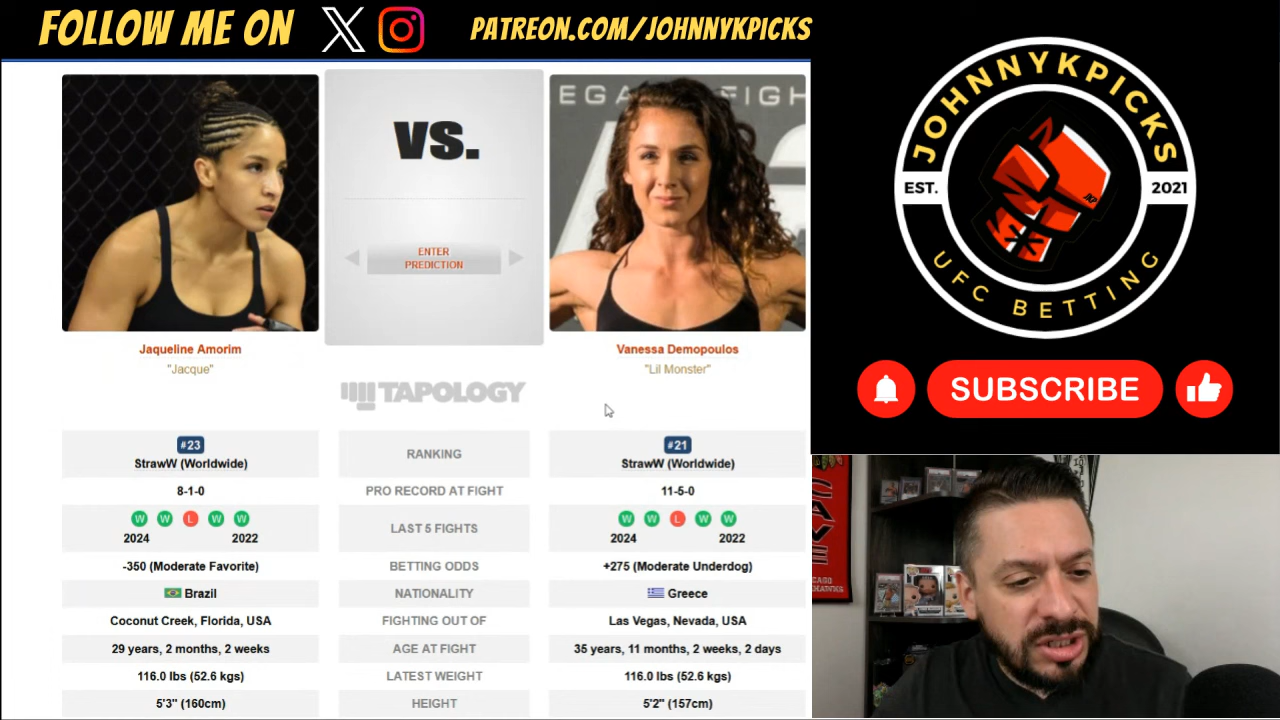 FOLLOW ME ON
PATREON.COM/JOHNNYKPICKS
EGA FIGH
A
VS.
ENTER
PREDICTION
Jaqueline Amorim
"Jacque"
Vanessa Demopoulos
"Lil Monster"
TAPOLOGY
#23
StrawW (Worldwide)
RANKING
#21
StrawW (Worldwide)
8-1-0
PRO RECORD AT FIGHT
11-5-0
W W L W W
2024 2022
LAST 5 FIGHTS
W W L W W
2024 2022
-350 (Moderate Favorite)
BETTING ODDS
+275 (Moderate Underdog)
Brazil
NATIONALITY
Greece
Coconut Creek, Florida, USA
FIGHTING OUT OF
Las Vegas, Nevada, USA
29 years, 2 months, 2 weeks
AGE AT FIGHT
35 years, 11 months, 2 weeks, 2 days
116.0 lbs (52.6 kgs)
LATEST WEIGHT
116.0 lbs (52.6 kgs)
5'3" (160cm)
HEIGHT
5'2" (157cm)
JOHNNYKPICKS
EST. 2021
JKP
UFC BETTING
SUBSCRIBE
CAGO
HAWKS